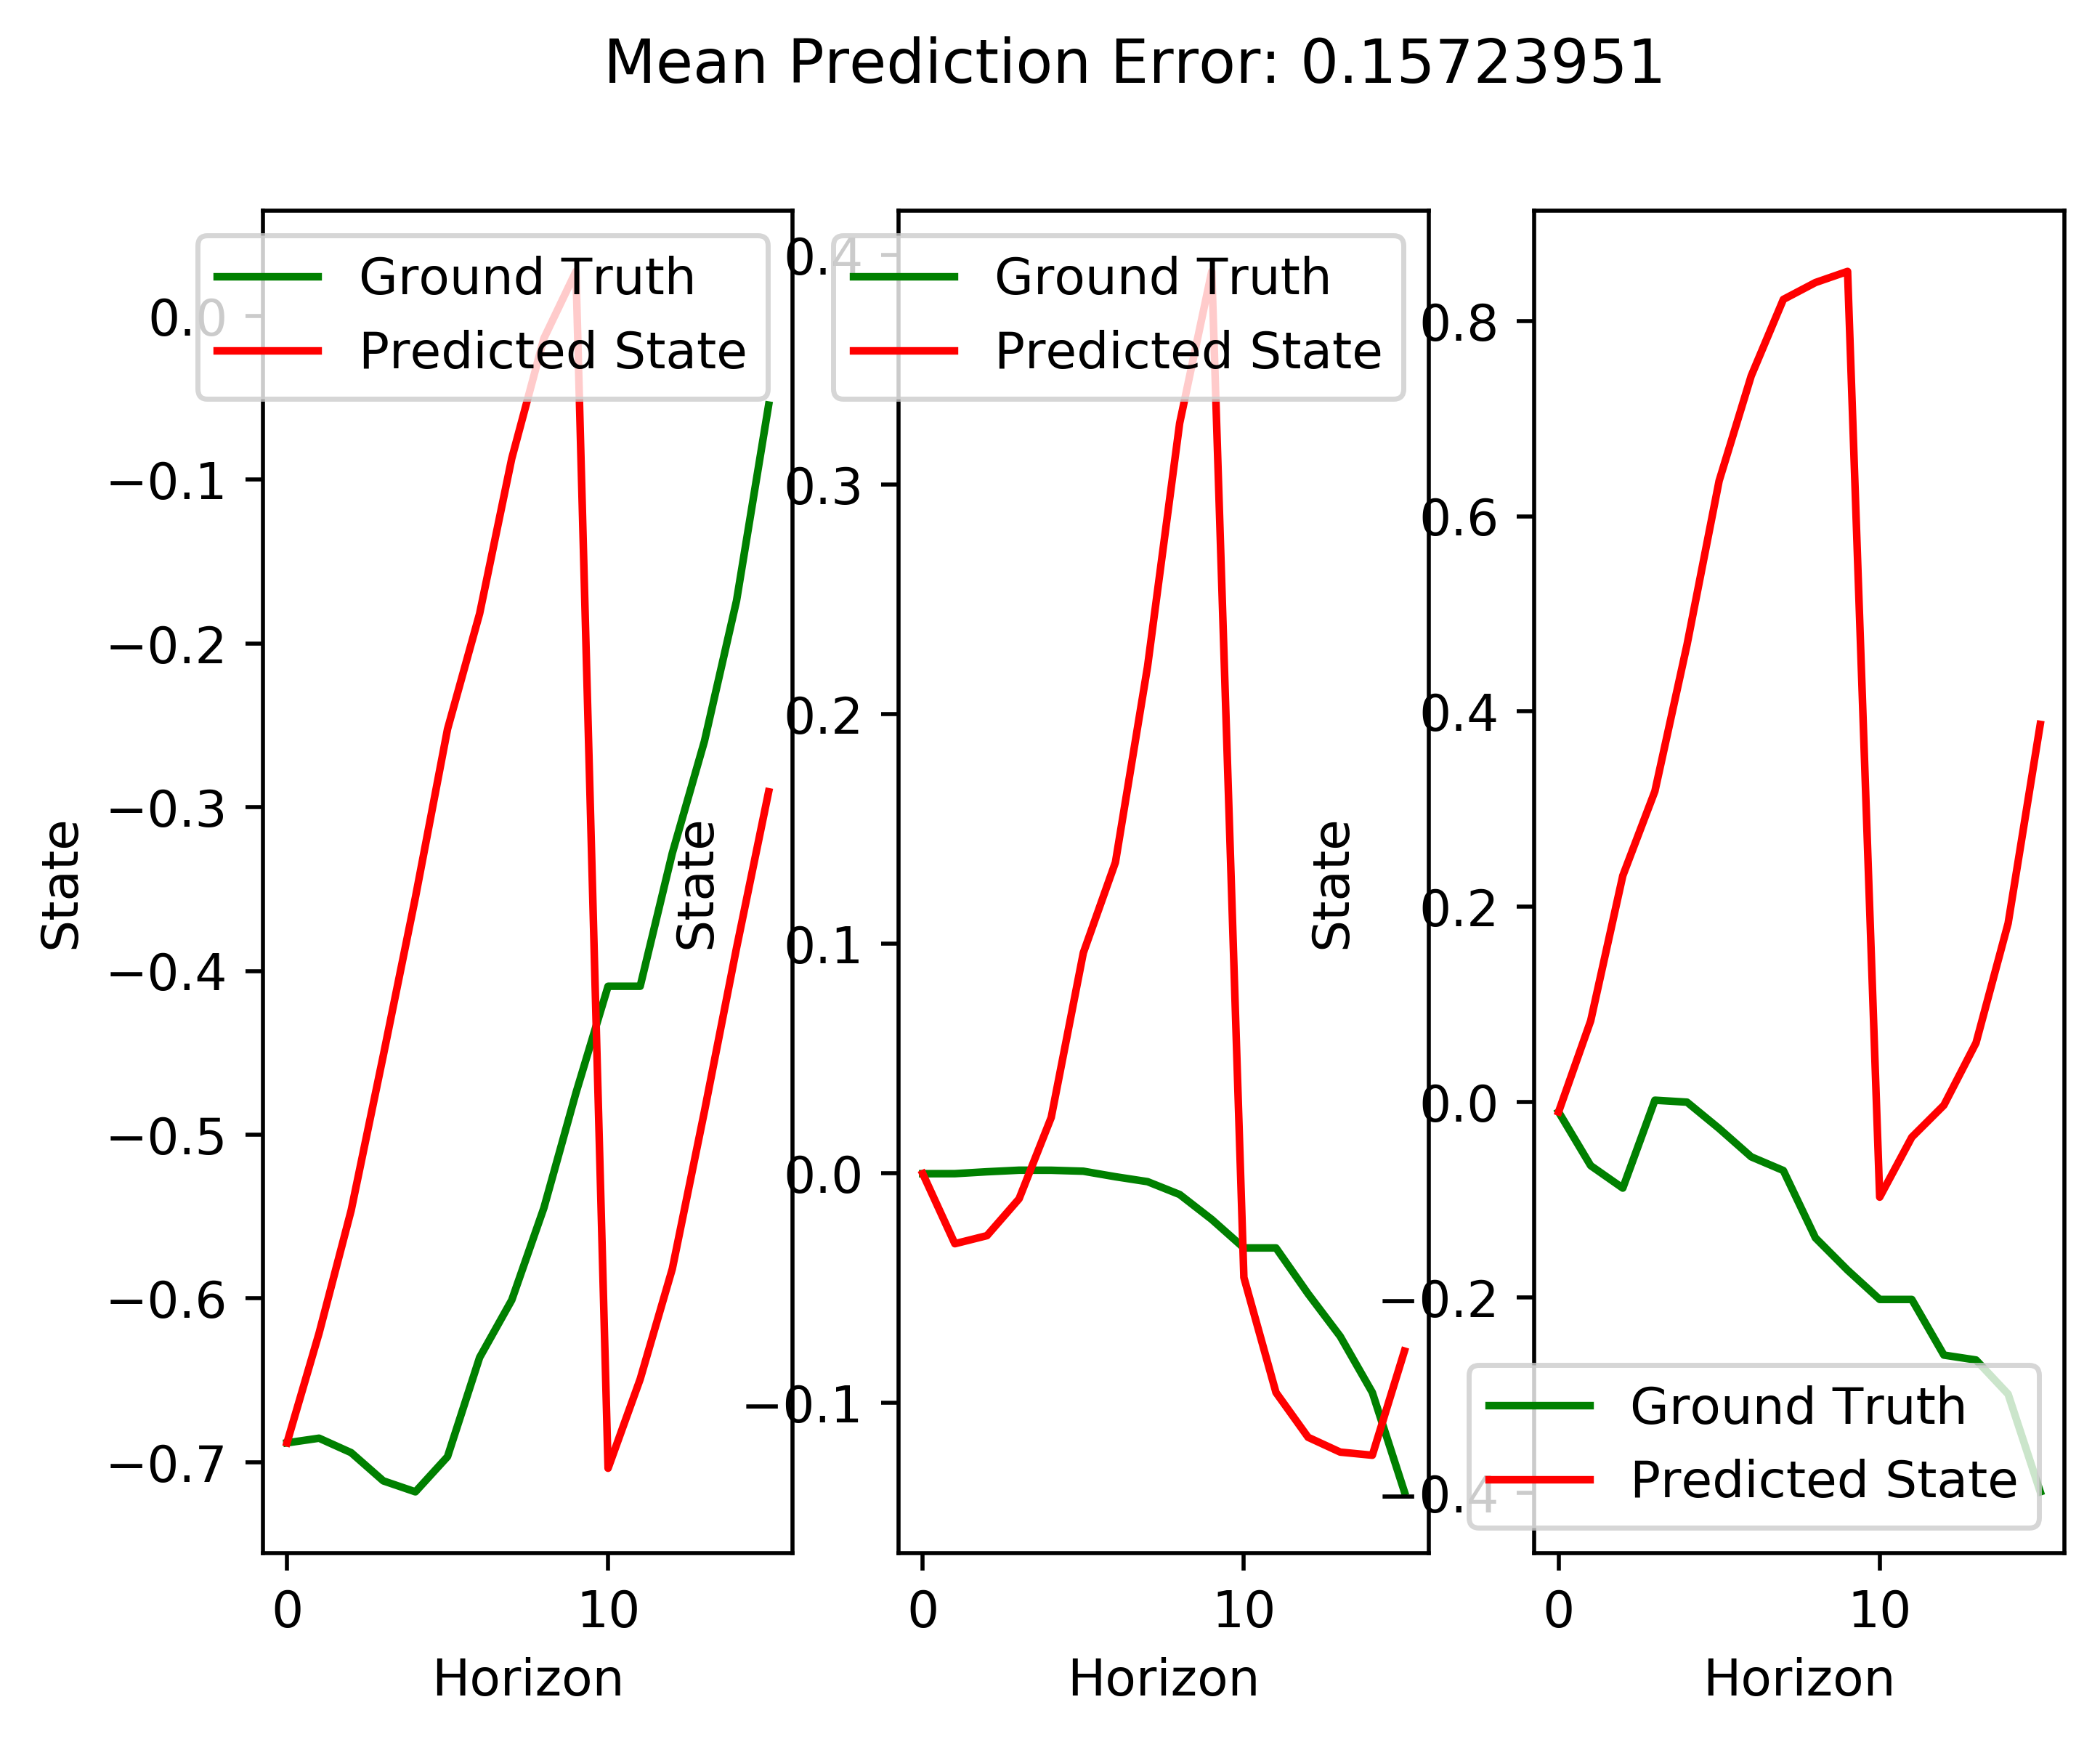 Mean Prediction Error: 0.15723951
Ground Truth
Predicted State
0.0
−0.1
−0.2
−0.3
−0.4
−0.5
−0.6
−0.7
State
0
10
Horizon
Ground Truth
Predicted State
0.4
0.3
0.2
0.1
0.0
−0.1
State
0
10
Horizon
0.8
0.6
0.4
0.2
0.0
−0.2
−0.4
State
Ground Truth
Predicted State
0
10
Horizon